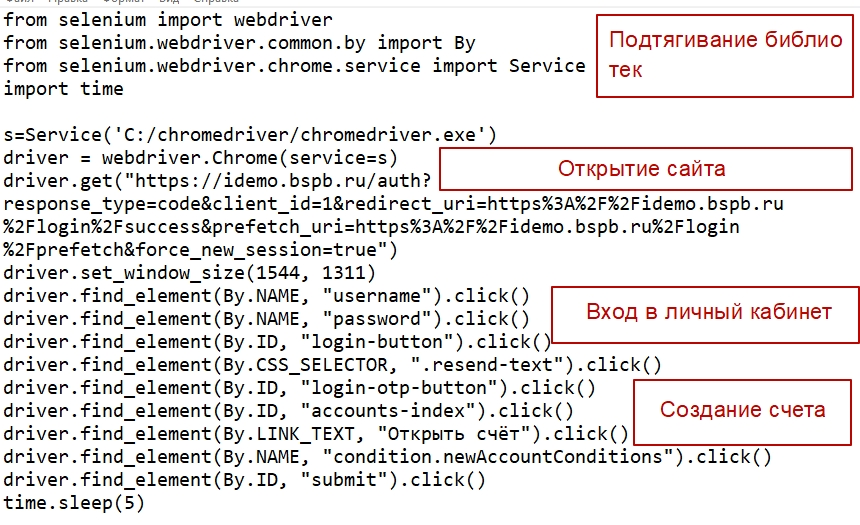 from selenium import webdriver
from selenium.webdriver.common.by import By
from selenium.webdriver.chrome.service import Service
import time
Подтягивание библио
тек
s=Service('C:/chromedriver/chromedriver.exe')
driver = webdriver.Chrome(service=s)
driver.get("https://idemo.bspb.ru/auth?
Открытие сайта
response_type=code&client_id=1&redirect_uri=https%3A%2F%2Fidemo.bspb.ru
%2Flogin%2Fsuccess&prefetch_uri=https%3A%2F%2Fidemo.bspb.ru%2Flogin
%2Fprefetch&force_new_session=true")
driver.set_window_size(1544, 1311)
driver.find_element(By.NAME, "username").click()
driver.find_element(By.NAME, "password").click()
driver.find_element(By.ID, "login-button").click()
Вход в личный кабинет
driver.find_element(By.CSS_SELECTOR, ".resend-text").click()
driver.find_element(By.ID, "login-otp-button").click()
driver.find_element(By.ID, "accounts-index").click()
driver.find_element(By.LINK_TEXT, "Открыть счёт").click()
Создание счета
driver.find_element(By.NAME, "condition.newAccountConditions").click()
driver.find_element(By.ID, "submit").click()
time.sleep(5)